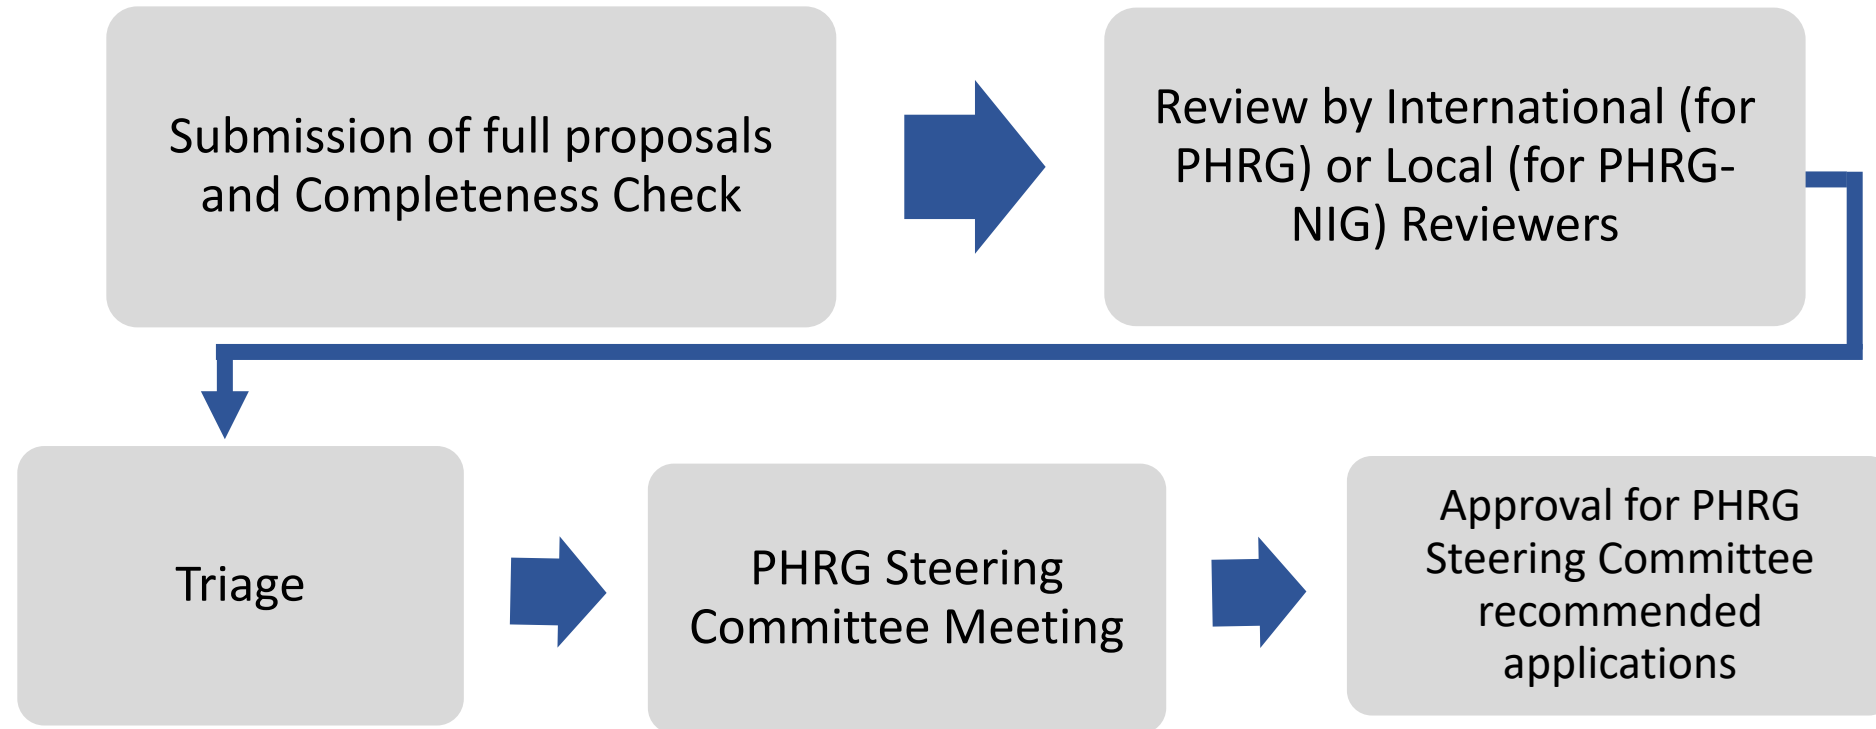 Submission of full proposals
and Completeness Check
Review by International (for
PHRG) or Local (for PHRG-
NIG) Reviewers
Triage
PHRG Steering
Committee Meeting
Approval for PHRG
Steering Committee
recommended
applications